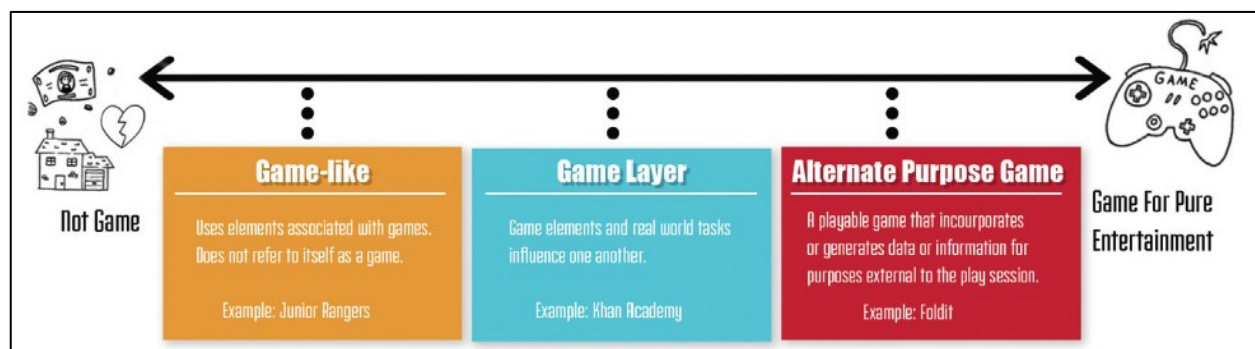 GAME
Not Game
Game-like
Uses elements associated with games.
Does not refer to itself as a game.
Example: Junior Rangers
Game Layer
Game elements and real world tasks
influence one another.
Example: Khan Academy
Alternate Purpose Game
A playable game that incourporates
or generates data or information for
purposes external to the play session.
Example: Foldit
Game For Pure
Entertainment